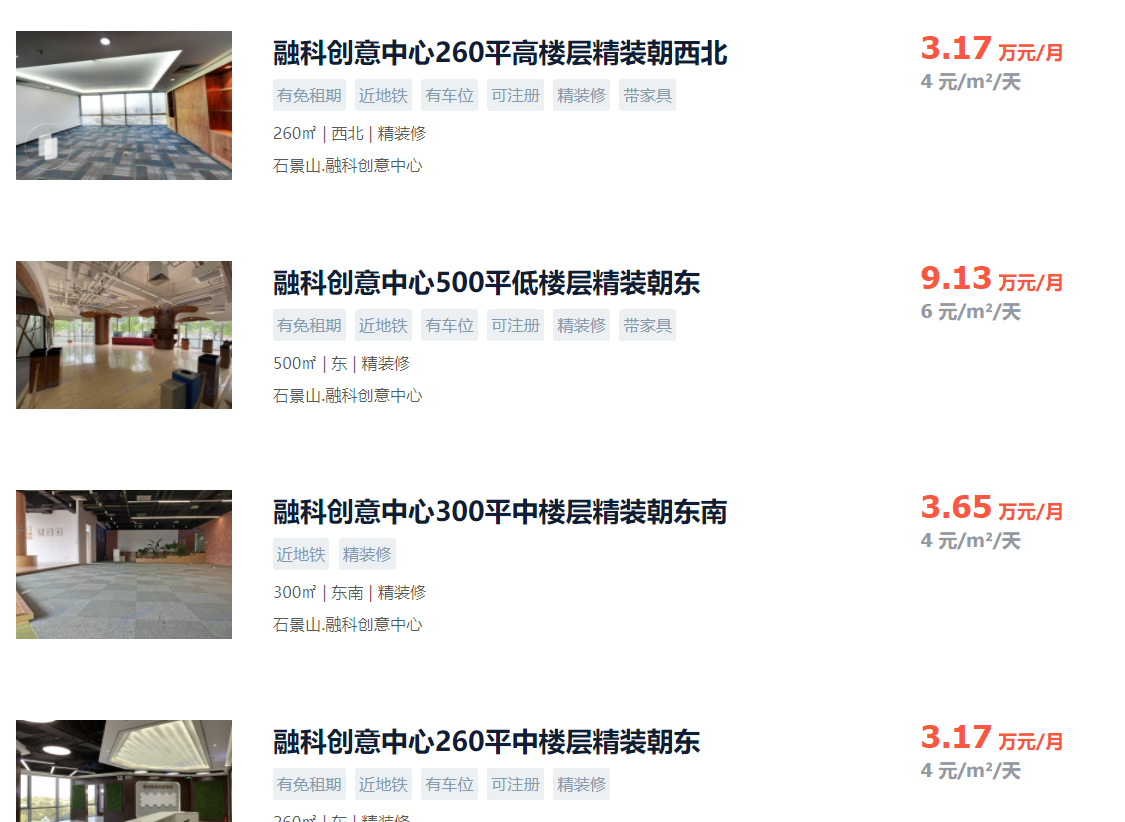 融科创意中心260平高楼层精装朝西北
3.17 万元/月
有免租期 近地铁 有车位 可注册 精装修 带家具
4 元/m²/天
260㎡ | 西北 | 精装修
石景山.融科创意中心
融科创意中心500平低楼层精装朝东
9.13 万元/月
有免租期 近地铁 有车位 可注册 精装修 带家具
6 元/m²/天
500㎡ | 东 | 精装修
石景山.融科创意中心
融科创意中心300平中楼层精装朝东南
3.65 万元/月
近地铁 精装修
4 元/m²/天
300㎡ | 东南 | 精装修
石景山.融科创意中心
融科创意中心260平中楼层精装朝东
3.17 万元/月
有免租期 近地铁 有车位 可注册 精装修
4 元/m²/天
260㎡ | 东 | 精装修